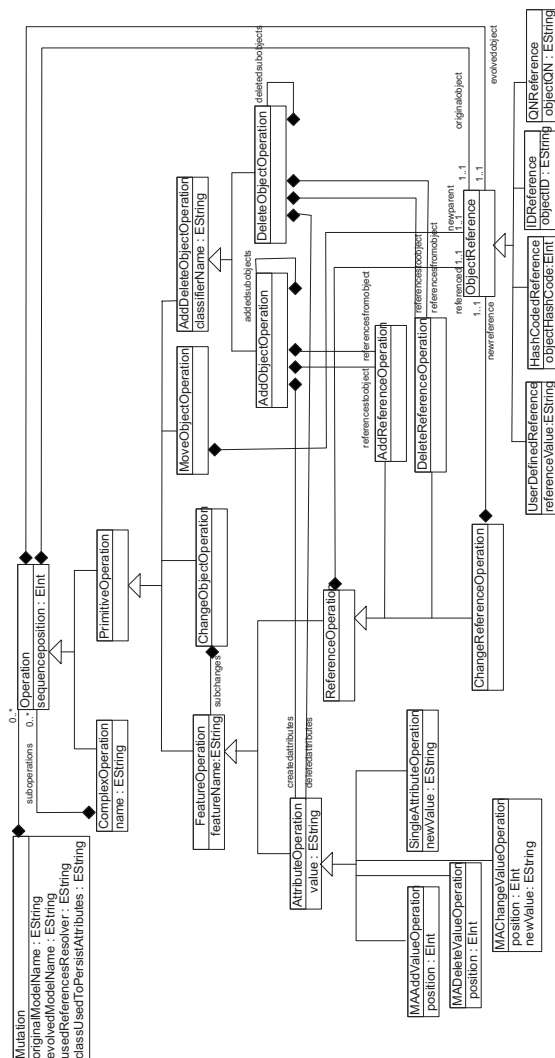 Mutation
originalModelName : EString
evolvedModelName : EString
usedReferencesResolver : EString
classUsedToPersistAttributes : EString
0..*
suboperations
0..*
Operation
sequenceposition : EInt
ComplexOperation
name : EString
PrimitiveOperation
FeatureOperation
featureName:EString
subchanges
ChangeObjectOperation
MoveObjectOperation
AddDeleteObjectOperation
classifierName : EString
AddObjectOperation
addedsubobjects
DeleteObjectOperation
deletedsubobjects
createdattributes
deletedattributes
AttributeOperation
value : EString
ReferenceOperation
referencestoobject
referencesfromobject
AddReferenceOperation
referencestoobject
referencesfromobject
DeleteReferenceOperation
MAAddValueOperation
position : EInt
MADeleteValueOperation
position : EInt
SingleAttributeOperation
newValue : EString
MAChangeValueOperation
position : EInt
newValue : EString
ChangeReferenceOperation
newreference
1..1
referenced
1..1
newparent
1..1
originalobject
1..1
evolvedobject
1..1
ObjectReference
UserDefinedReference
referenceValue:EString
HashCodedReference
objectHashCode:EInt
IDReference
objectID : EString
QNReference
objectQN : EString